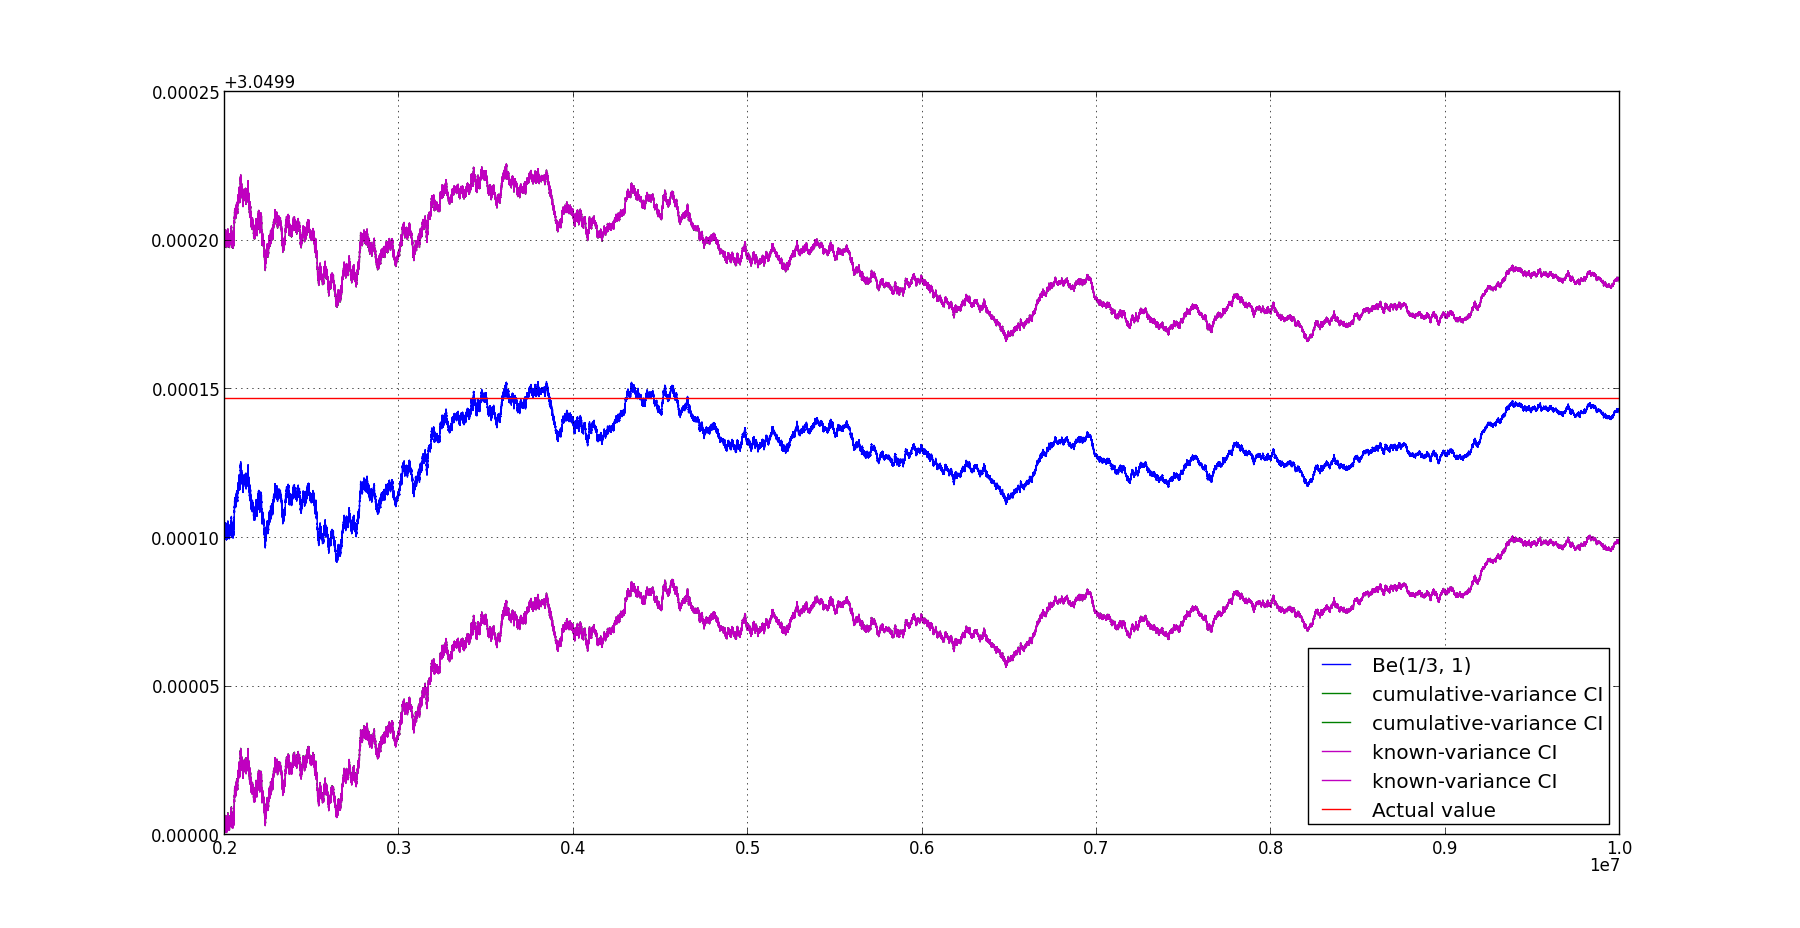 +3.0499
0.00025
0.00020
0.00015
0.00010
0.00005
0.00000
0.2 0.3 0.4 0.5 0.6 0.7 0.8 0.9 1.0
1e7
Be(1/3, 1)
cumulative-variance CI
cumulative-variance CI
known-variance CI
known-variance CI
Actual value